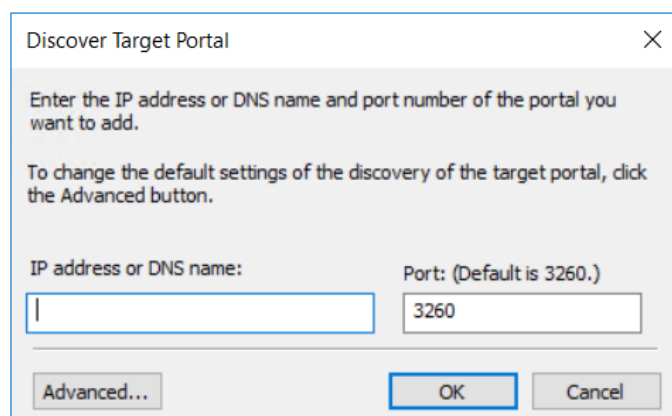 Discover Target Portal
Enter the IP address or DNS name and port number of the portal you
want to add.
To change the default settings of the discovery of the target portal, click
the Advanced button.
IP address or DNS name:
Port: (Default is 3260.)
3260
Advanced...
OK
Cancel